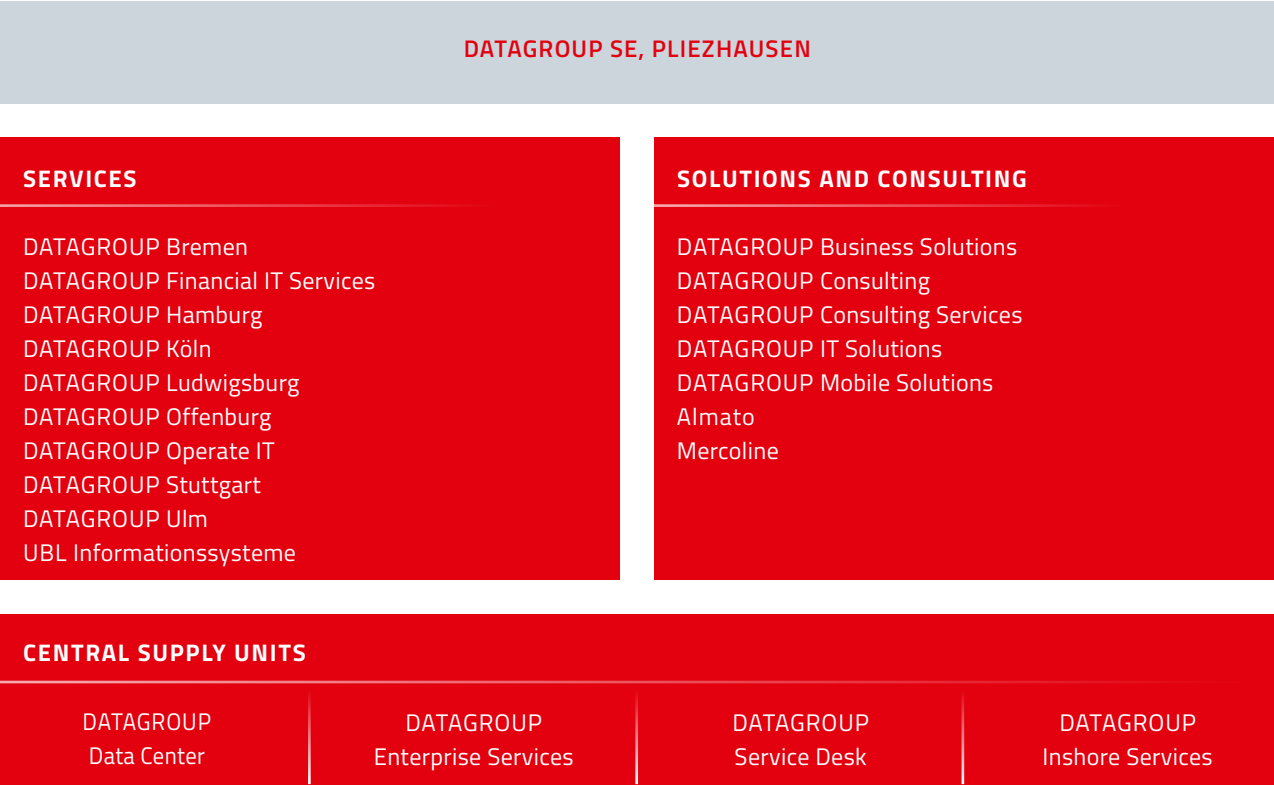 DATAGROUP SE, PLIEZHAUSEN
SERVICES
DATAGROUP Bremen
DATAGROUP Financial IT Services
DATAGROUP Hamburg
DATAGROUP Köln
DATAGROUP Ludwigsburg
DATAGROUP Offenburg
DATAGROUP Operate IT
DATAGROUP Stuttgart
DATAGROUP Ulm
UBL Informationssysteme
SOLUTIONS AND CONSULTING
DATAGROUP Business Solutions
DATAGROUP Consulting
DATAGROUP Consulting Services
DATAGROUP IT Solutions
DATAGROUP Mobile Solutions
Almato
Mercoline
CENTRAL SUPPLY UNITS
DATAGROUP
Data Center
DATAGROUP
Enterprise Services
DATAGROUP
Service Desk
DATAGROUP
Inshore Services